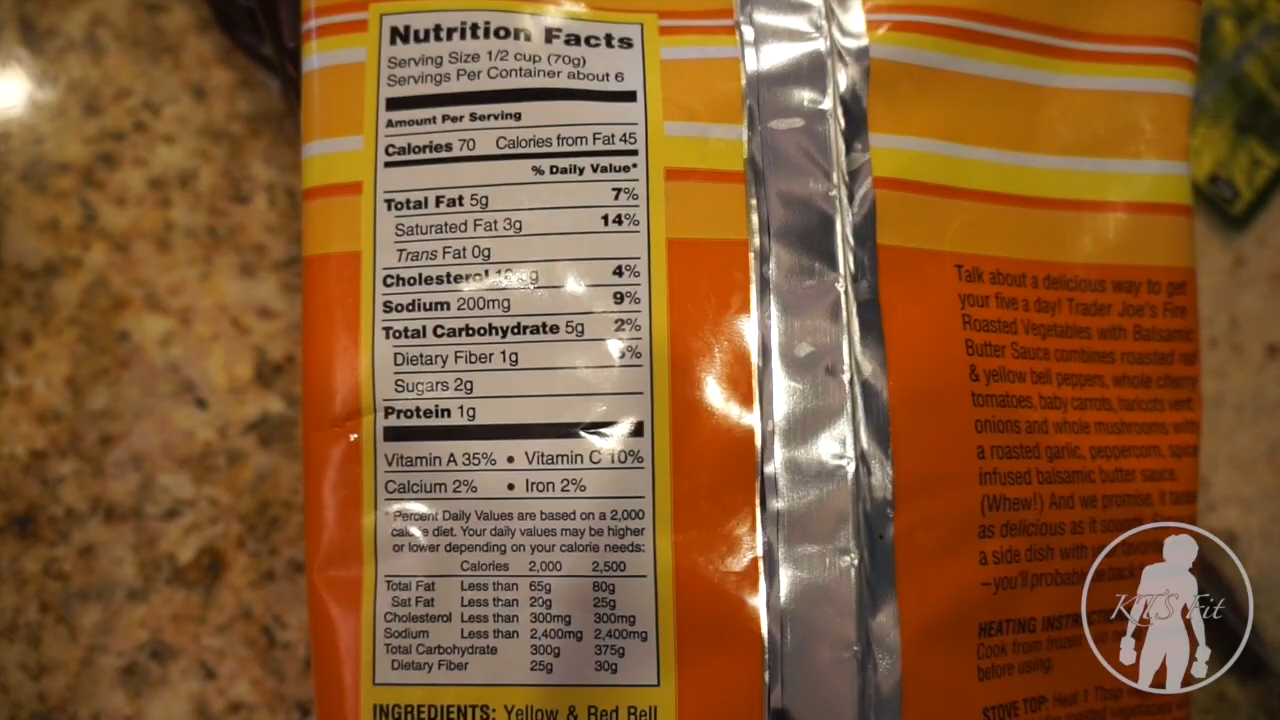 Nutrition Facts
Serving Size 1/2 cup (70g)
Servings Per Container about 6
Amount Per Serving
Calories 70 Calories from Fat 45
% Daily Value*
Total Fat 5g 7%
Saturated Fat 3g 14%
Trans Fat 0g
Cholesterol 4%
Sodium 200mg 9%
Total Carbohydrate 5g 2%
Dietary Fiber 1g
Sugars 2g
Protein 1g
Vitamin A 35% • Vitamin C 10%
Calcium 2% • Iron 2%
* Percent Daily Values are based on a 2,000
calorie diet. Your daily values may be higher
or lower depending on your calorie needs:
Calories 2,000 2,500
Total Fat Less than 65g 80g
Sat Fat Less than 20g 25g
Cholesterol Less than 300mg 300mg
Sodium Less than 2,400mg 2,400mg
Total Carbohydrate 300g 375g
Dietary Fiber 25g 30g
INGREDIENTS: Yellow & Red Bell
Talk about a delicious way to get
your five a day! Trader Joe's Fire
Roasted Vegetables with Balsamic
Butter Sauce combines roasted red
& yellow bell peppers, whole cherry
tomatoes, baby carrots, haricots vert,
onions and whole mushrooms with
a roasted garlic, peppercorn, spice
infused balsamic butter sauce.
(Whew!) And we promise, it
as delicious as it
a side dish with
–you'll
HEATING
Cook from frozen
before using.
STOVE TOP: Heat 1 Tbsp
vegetables
KT'S Fit